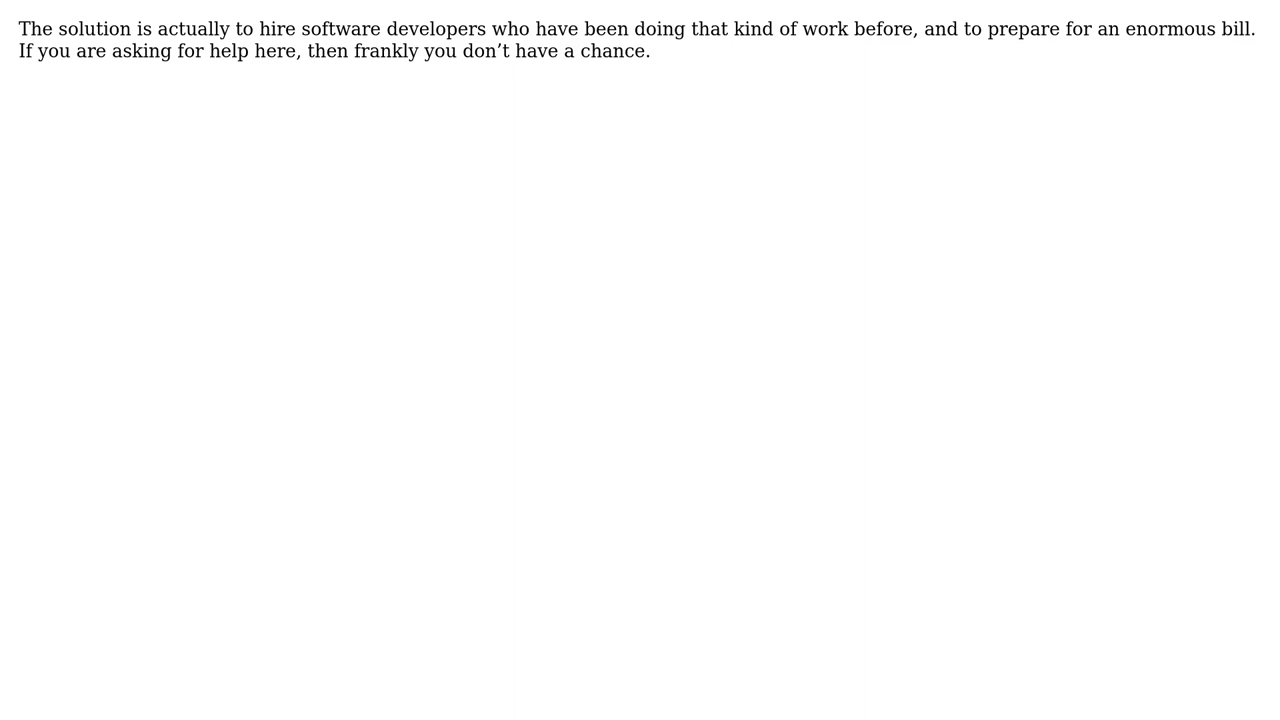 The solution is actually to hire software developers who have been doing that kind of work before, and to prepare for an enormous bill.
If you are asking for help here, then frankly you don’t have a chance.